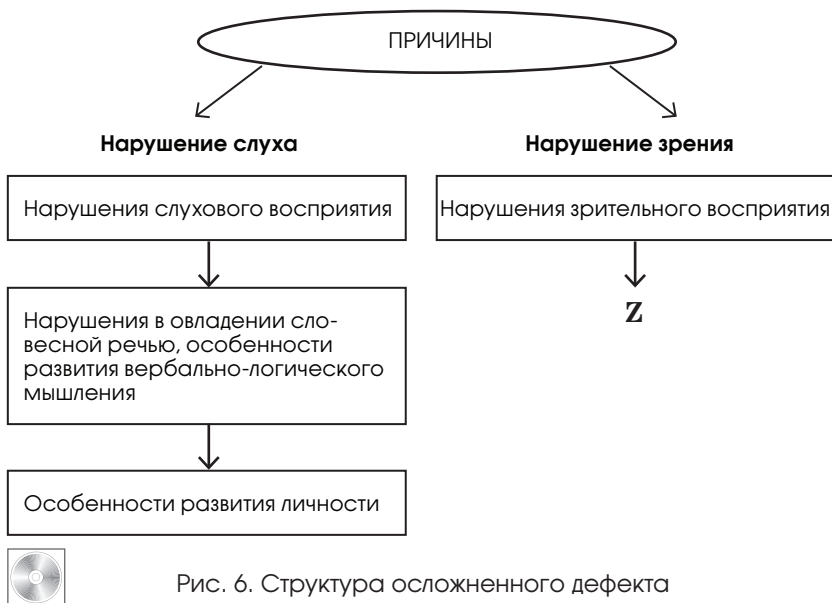 ПРИЧИНЫ
Нарушение слуха
Нарушение зрения
Нарушения слухового восприятия
Нарушения зрительного восприятия
Нарушения в овладении сло-
весной речью, особенности
развития вербально-логического
мышления
Z
Особенности развития личности
Рис. 6. Структура осложненного дефекта